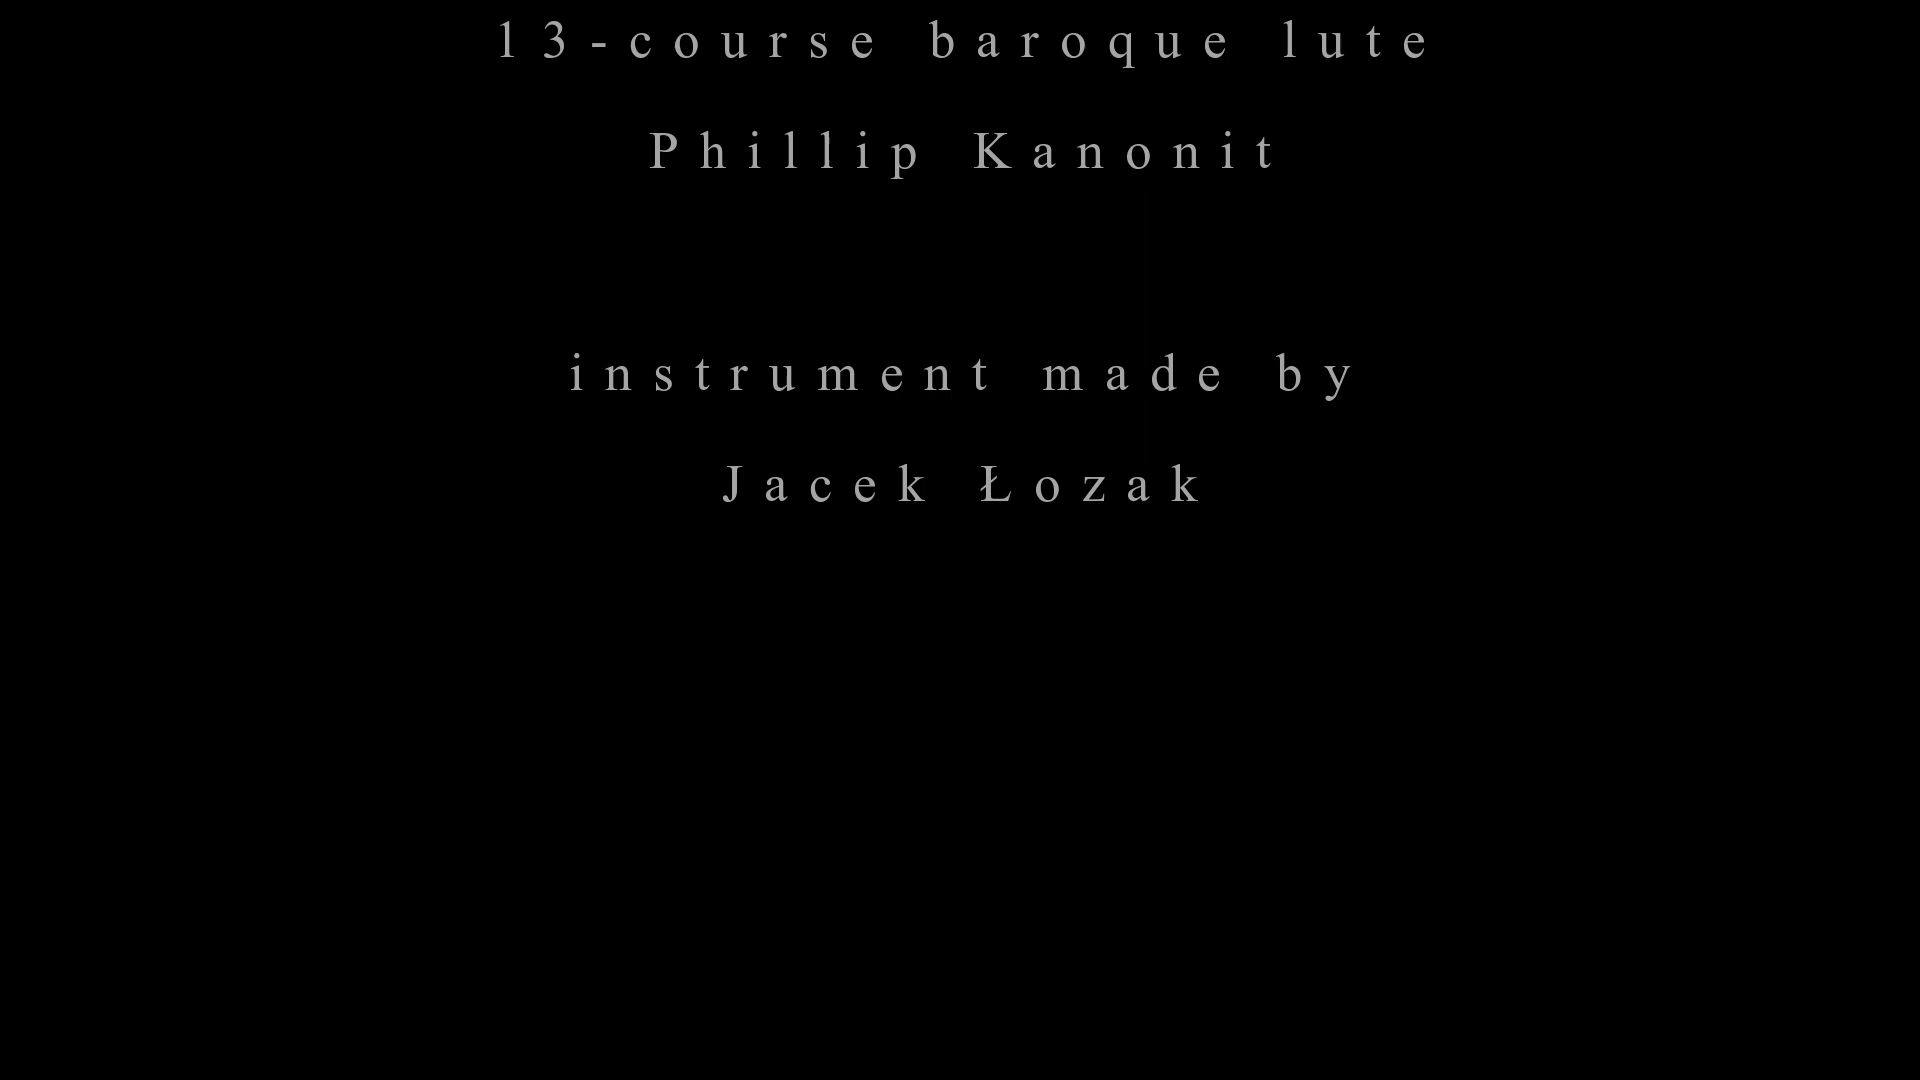 13-course baroque lute
Phillip Kanonit
instrument made by
Jacek Łozak